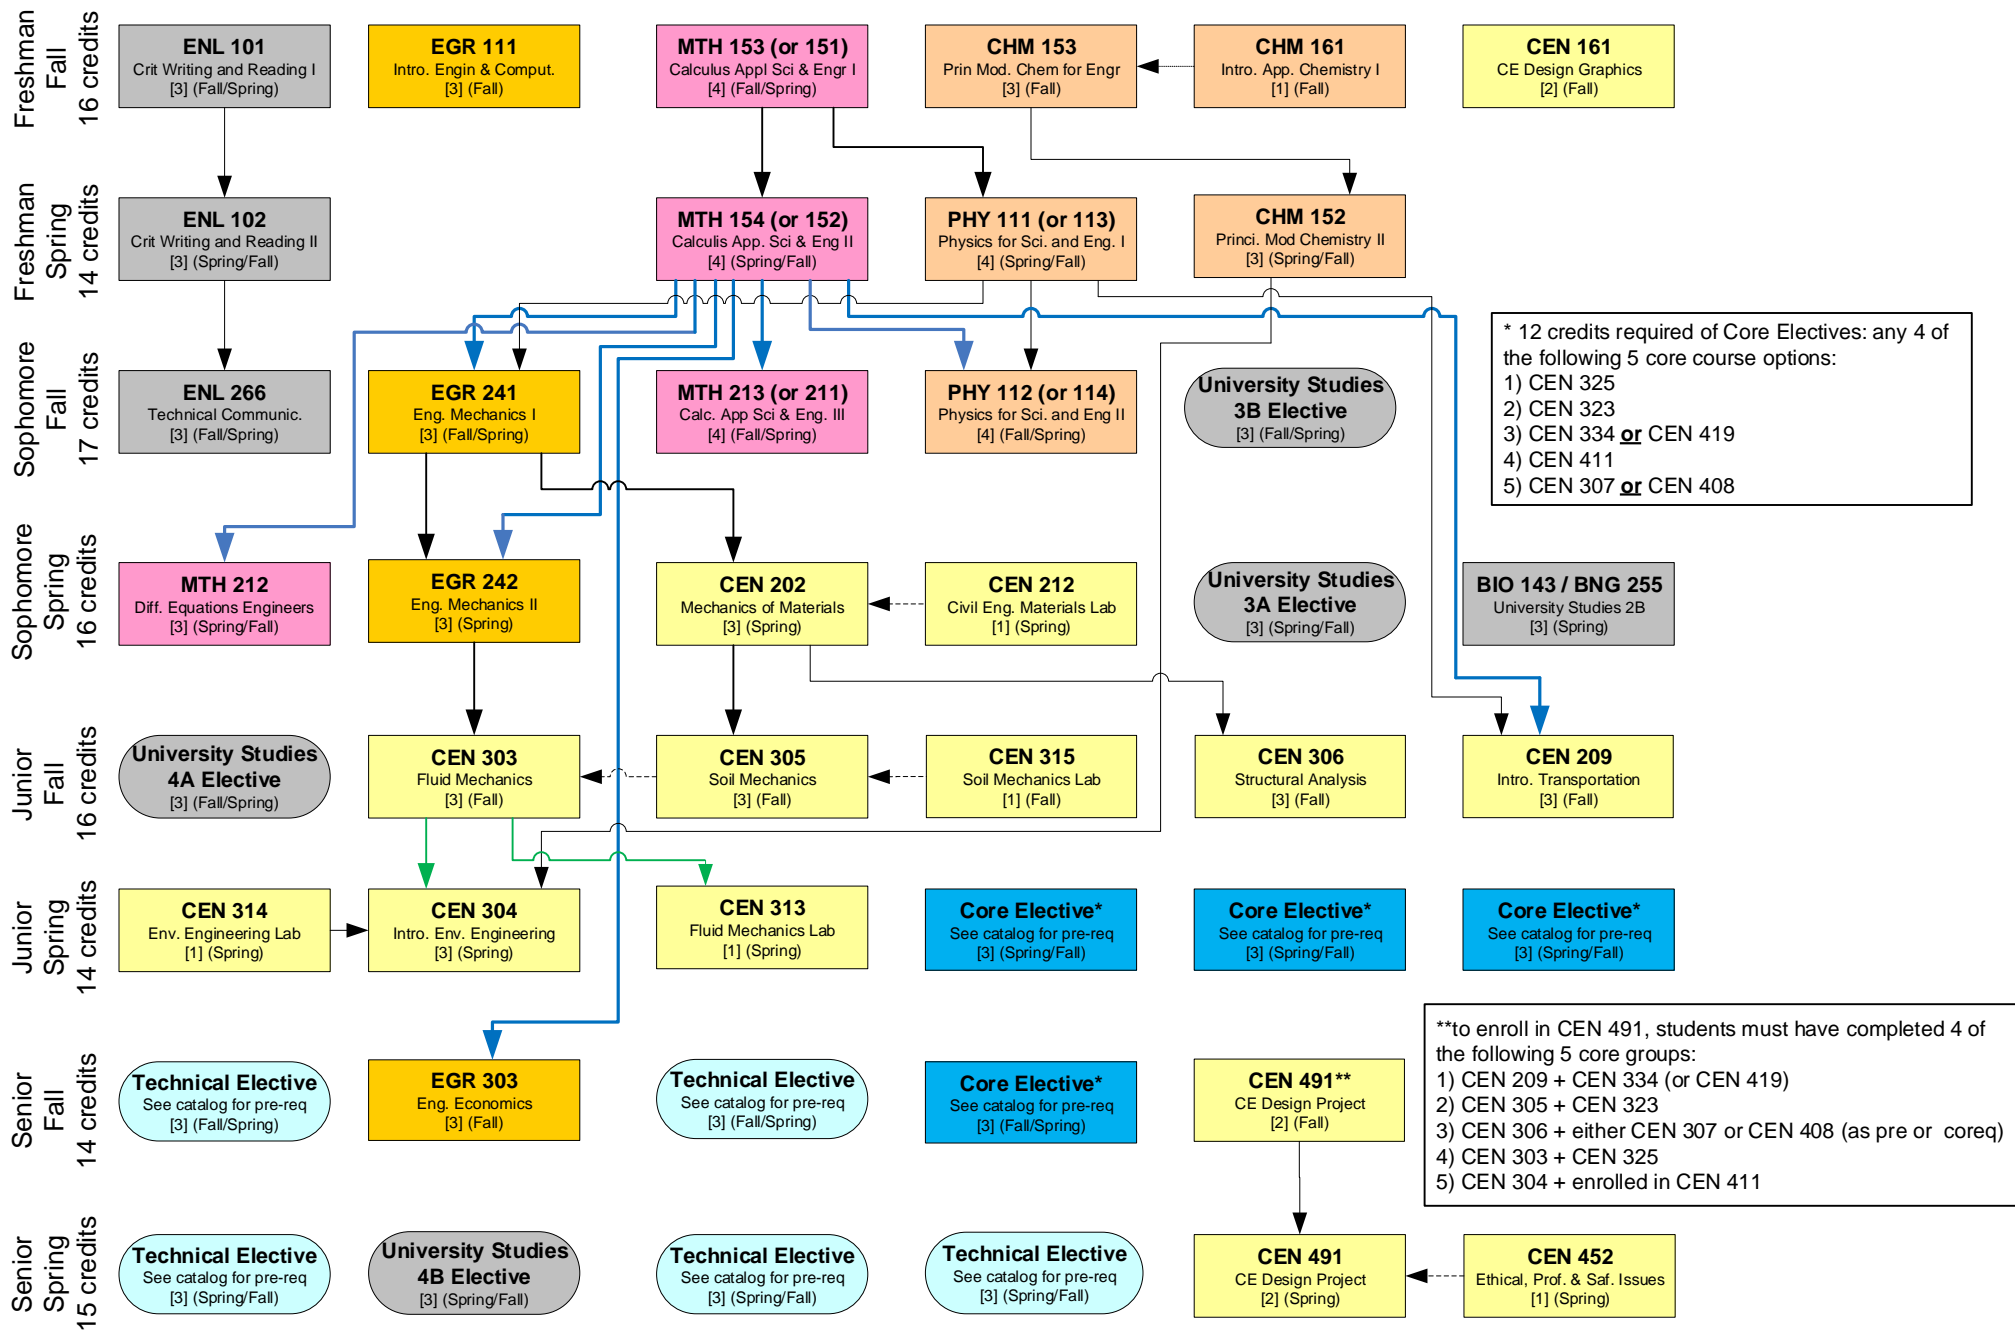 Freshman
Fall
16 credits
ENL 101
Crit Writing and Reading I
[3] (Fall/Spring)
EGR 111
Intro. Engin & Comput.
[3] (Fall)
MTH 153 (or 151)
Calculus Appl Sci & Engr I
[4] (Fall/Spring)
CHM 153
Prin Mod. Chem for Engr
[3] (Fall)
CHM 161
Intro. App. Chemistry I
[1] (Fall)
CEN 161
CE Design Graphics
[2] (Fall)
Freshman
Spring
14 credits
ENL 102
Crit Writing and Reading II
[3] (Spring/Fall)
MTH 154 (or 152)
Calculis App. Sci & Eng II
[4] (Spring/Fall)
PHY 111 (or 113)
Physics for Sci. and Eng. I
[4] (Spring/Fall)
CHM 152
Princi. Mod Chemistry II
[3] (Spring/Fall)
* 12 credits required of Core Electives: any 4 of
the following 5 core course options:
1) CEN 325
2) CEN 323
3) CEN 334 or CEN 419
4) CEN 411
5) CEN 307 or CEN 408
Sophomore
Fall
17 credits
ENL 266
Technical Communic.
[3] (Fall/Spring)
EGR 241
Eng. Mechanics I
[3] (Fall/Spring)
MTH 213 (or 211)
Calc. App Sci & Eng. III
[4] (Fall/Spring)
PHY 112 (or 114)
Physics for Sci. and Eng II
[4] (Fall/Spring)
University Studies
3B Elective
[3] (Fall/Spring)
Sophomore
Spring
16 credits
MTH 212
Diff. Equations Engineers
[3] (Spring/Fall)
EGR 242
Eng. Mechanics II
[3] (Spring)
CEN 202
Mechanics of Materials
[3] (Spring)
CEN 212
Civil Eng. Materials Lab
[1] (Spring)
University Studies
3A Elective
[3] (Spring/Fall)
BIO 143 / BNG 255
University Studies 2B
[3] (Spring)
Junior
Fall
16 credits
University Studies
4A Elective
[3] (Fall/Spring)
CEN 303
Fluid Mechanics
[3] (Fall)
CEN 305
Soil Mechanics
[3] (Fall)
CEN 315
Soil Mechanics Lab
[1] (Fall)
CEN 306
Structural Analysis
[3] (Fall)
CEN 209
Intro. Transportation
[3] (Fall)
Junior
Spring
14 credits
CEN 314
Env. Engineering Lab
[1] (Spring)
CEN 304
Intro. Env. Engineering
[3] (Spring)
CEN 313
Fluid Mechanics Lab
[1] (Spring)
Core Elective*
See catalog for pre-req
[3] (Spring/Fall)
Core Elective*
See catalog for pre-req
[3] (Spring/Fall)
Core Elective*
See catalog for pre-req
[3] (Spring/Fall)
**to enroll in CEN 491, students must have completed 4 of
the following 5 core groups:
1) CEN 209 + CEN 334 (or CEN 419)
2) CEN 305 + CEN 323
3) CEN 306 + either CEN 307 or CEN 408 (as pre or coreq)
4) CEN 303 + CEN 325
5) CEN 304 + enrolled in CEN 411
Senior
Fall
14 credits
Technical Elective
See catalog for pre-req
[3] (Fall/Spring)
EGR 303
Eng. Economics
[3] (Fall)
Technical Elective
See catalog for pre-req
[3] (Fall/Spring)
Core Elective*
See catalog for pre-req
[3] (Fall/Spring)
CEN 491**
CE Design Project
[2] (Fall)
Senior
Spring
15 credits
Technical Elective
See catalog for pre-req
[3] (Spring/Fall)
University Studies
4B Elective
[3] (Spring/Fall)
Technical Elective
See catalog for pre-req
[3] (Spring/Fall)
Technical Elective
See catalog for pre-req
[3] (Spring/Fall)
CEN 491
CE Design Project
[2] (Spring)
CEN 452
Ethical, Prof. & Saf. Issues
[1] (Spring)